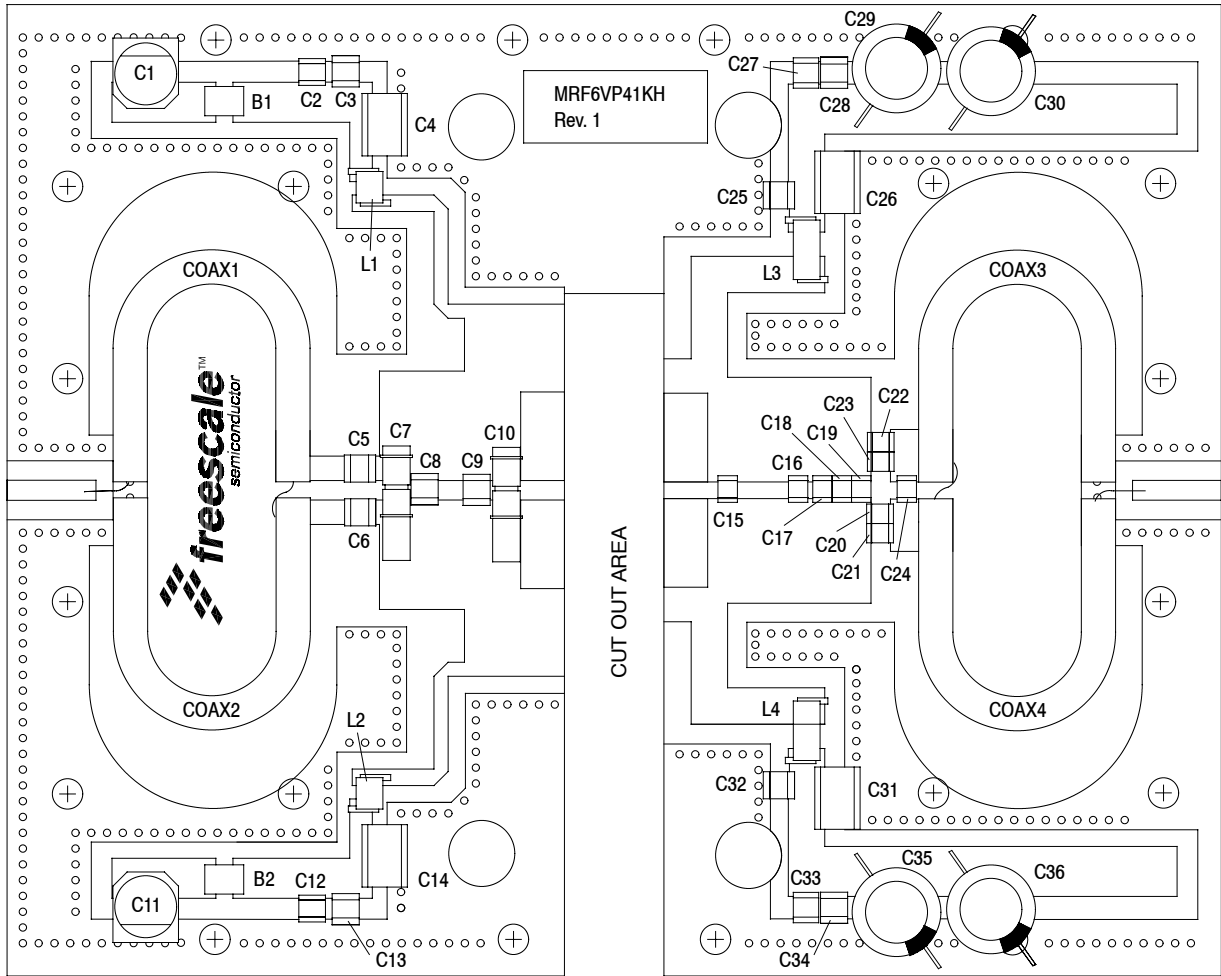 C1
B1
C2
C3
C4
L1
COAX1
MRF6VP41KH
Rev. 1
C29
C27
C28
C30
C25
C26
L3
COAX3
freescale™
semiconductor
C5
C7
C8
C9
C10
C6
C23
C22
C18
C19
C16
C15
C17
C20
C21
C24
CUT OUT AREA
COAX2
L2
C11
B2
C12
C13
C14
L4
COAX4
C32
C31
C33
C34
C35
C36